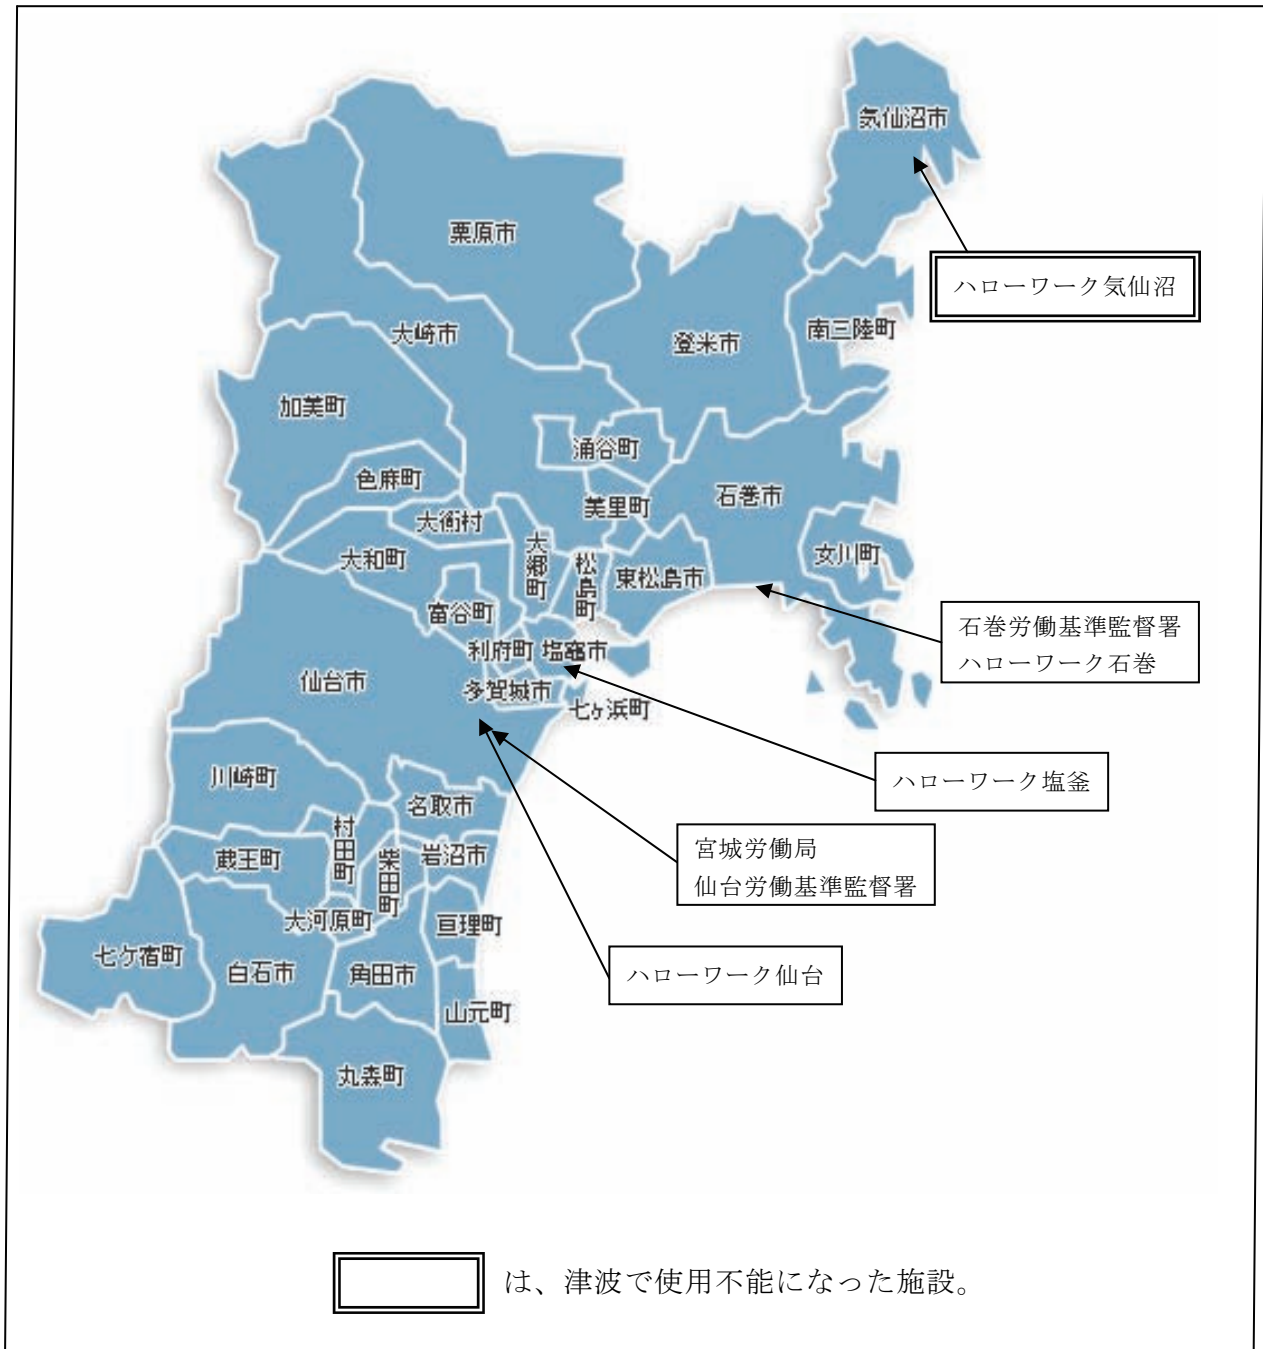 気仙沼市
栗原市
ハローワーク気仙沼
南三陸町
大崎市
登米市
加美町
涌谷町
色麻町
石巻市
美里町
大衡村
大郷町
松島町
女川町
大和町
東松島市
富谷町
石巻労働基準監督署
ハローワーク石巻
利府町
塩竈市
仙台市
多賀城市
七ヶ浜町
川崎町
ハローワーク塩釜
名取市
村田町
宮城労働局
仙台労働基準監督署
蔵王町
柴田町
岩沼市
大河原町
亘理町
七ケ宿町
白石市
角田市
ハローワーク仙台
山元町
丸森町
は、津波で使用不能になった施設。